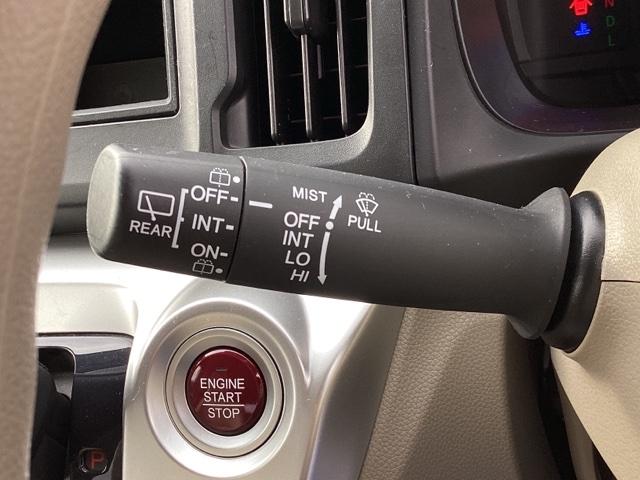 REAR
OFF
INT
ON
MIST
OFF
INT
LO
HI
PULL
ENGINE
START
STOP
P
N
D
L